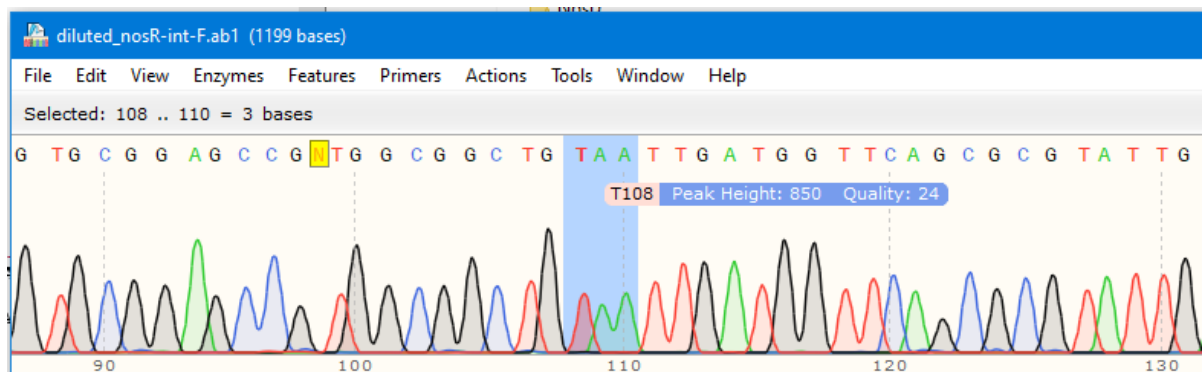 diluted_nosR-int-F.ab1 (1199 bases)
File Edit View Enzymes Features Primers Actions Tools Window Help
Selected: 108 .. 110 = 3 bases
G T G C G G A G C C G N T G G C G G C T G T A A T T G A T G G T T C A G C G C G T A T T G
T108 Peak Height: 850 Quality: 24
90 100 110 120 130